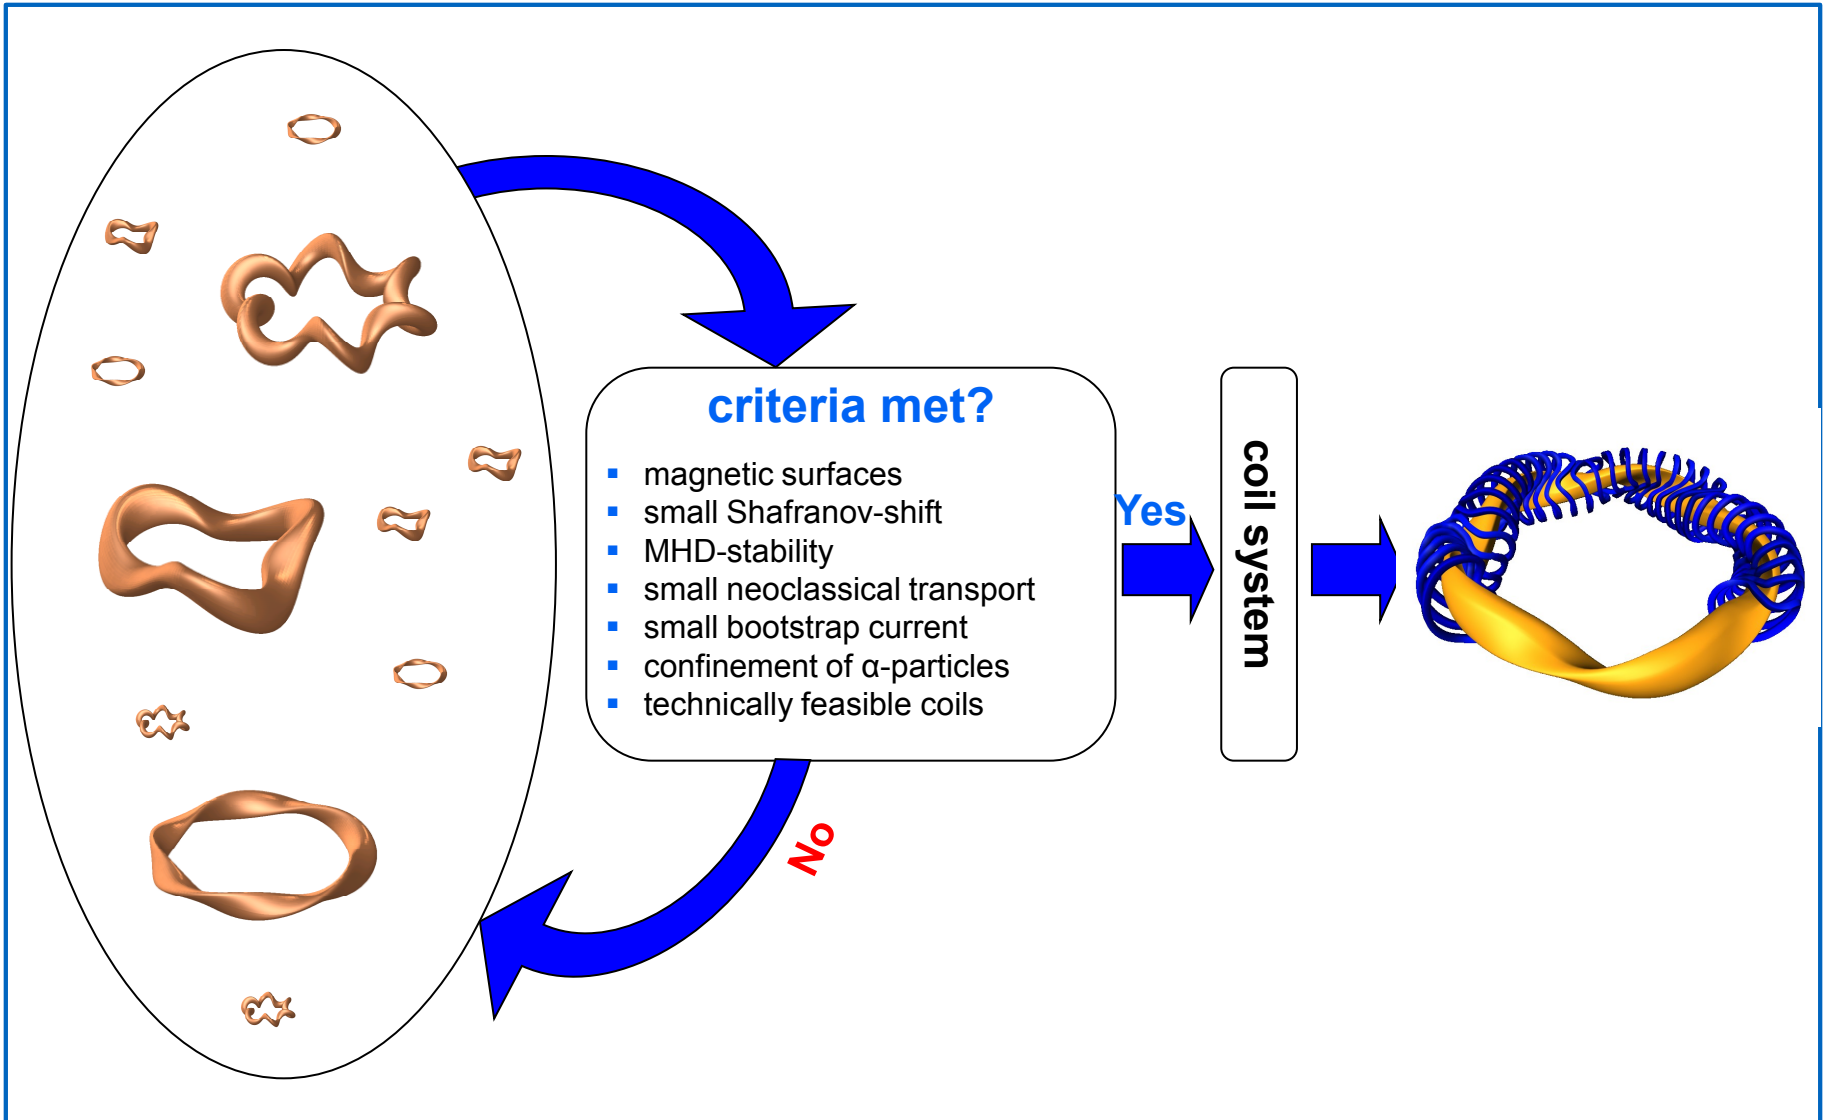 criteria met?
▪ magnetic surfaces
▪ small Shafranov-shift
▪ MHD-stability
▪ small neoclassical transport
▪ small bootstrap current
▪ confinement of α-particles
▪ technically feasible coils
Yes
coil system
No